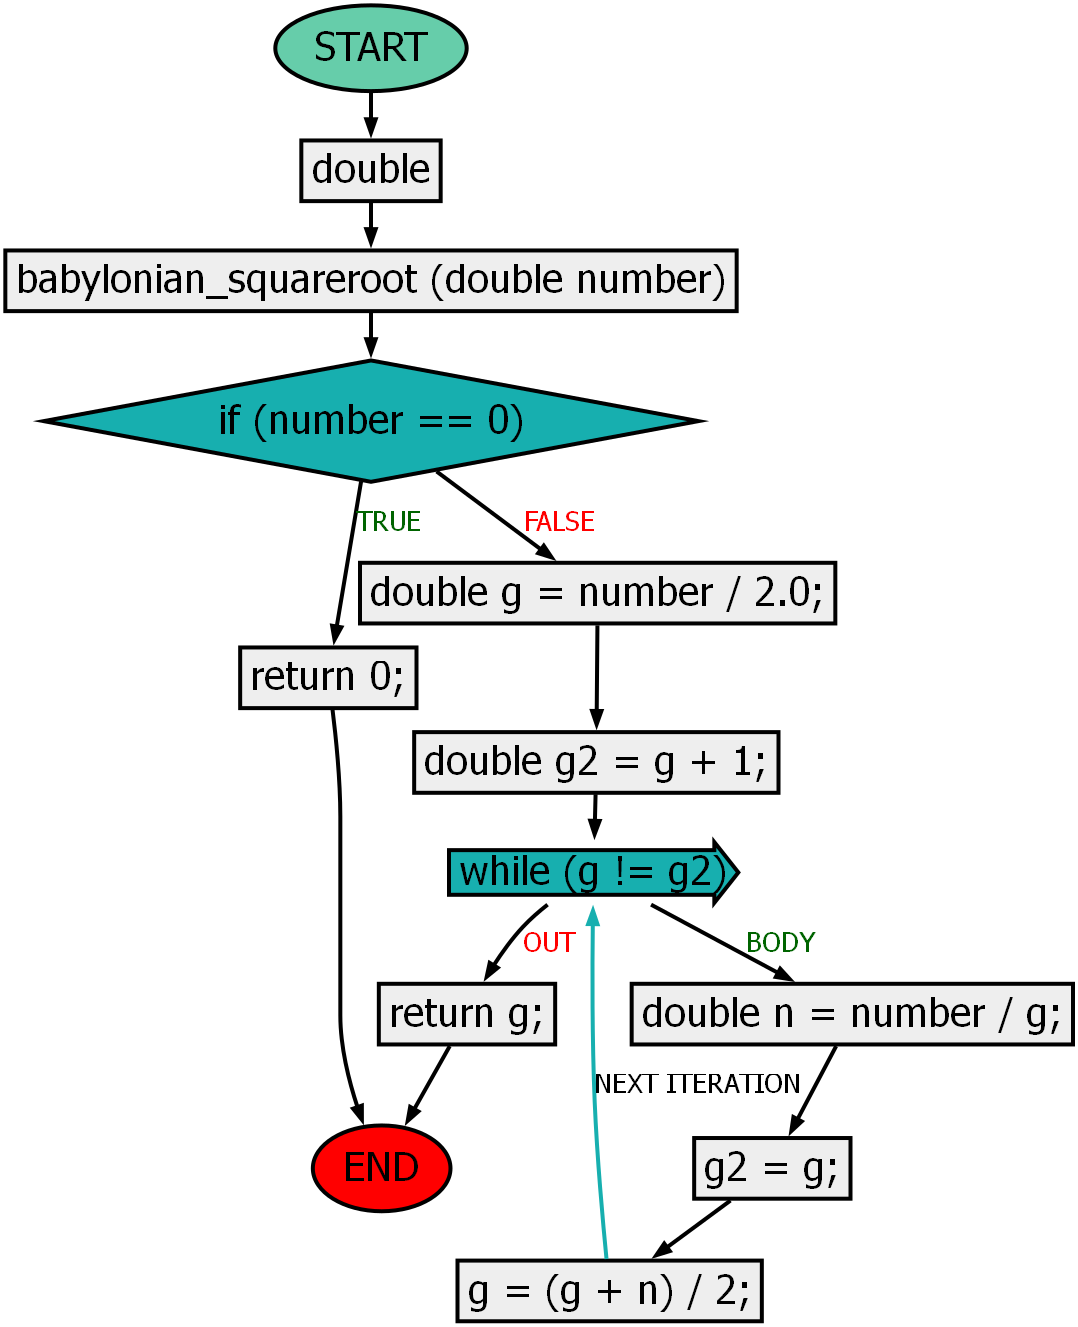 START
double
babylonian_squareroot (double number)
if (number == 0)
TRUE
FALSE
double g = number / 2.0;
return 0;
double g2 = g + 1;
while (g != g2)
OUT
BODY
return g;
double n = number / g;
NEXT ITERATION
END
g2 = g;
g = (g + n) / 2;